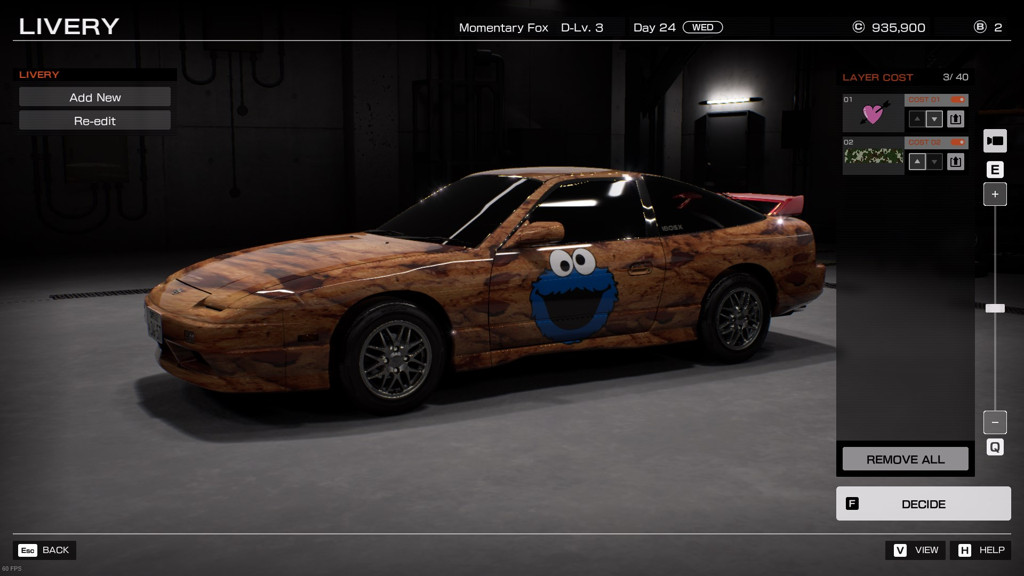 LIVERY
Momentary Fox D-Lv. 3 Day 24 WED C 935,900 B 2
LIVERY
Add New
Re-edit
LAYER COST 3/40
01 COST 01
02 COST 02
E
+
−
Q
REMOVE ALL
F DECIDE
Esc BACK
V VIEW H HELP
60 FPS